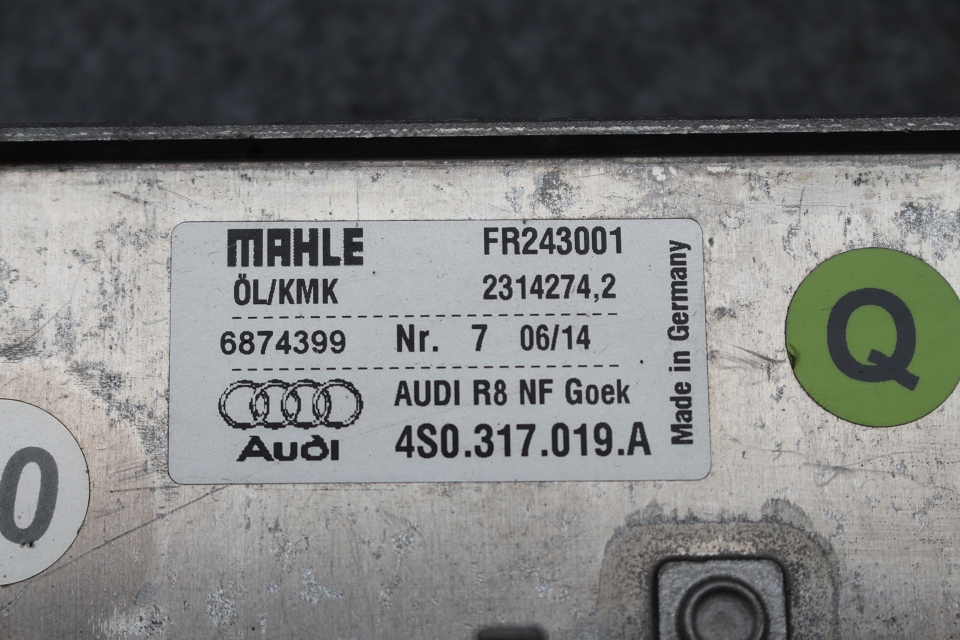 MAHLE FR243001
ÖL/KMK 2314274,2
6874399 Nr. 7 06/14
AUDI R8 NF Goek
Audi 4S0.317.019.A
Made in Germany
Q
0